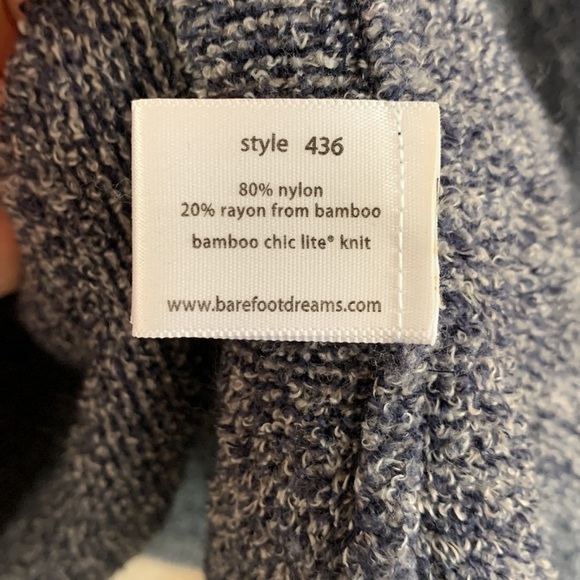 style 436
80% nylon
20% rayon from bamboo
bamboo chic lite® knit
www.barefootdreams.com